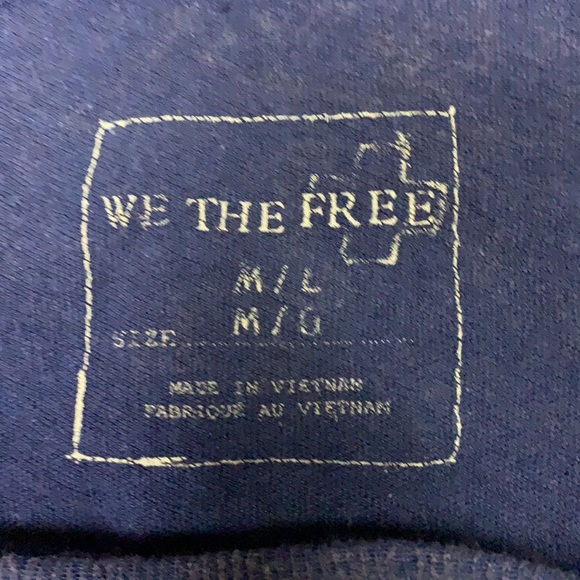 WE THE FREE
M/L
M/G
SIZE
MADE IN VIETNAM
FABRIQUÉ AU VIETNAM